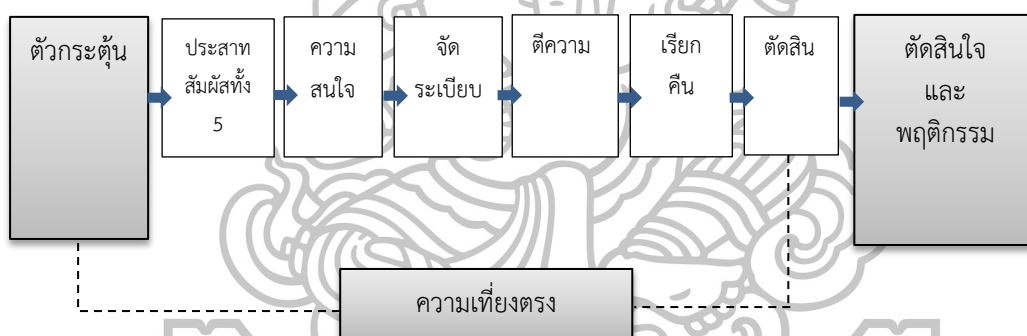 ตัวกระตุ้น
ประสาท
สัมผัสทั้ง
5
ความ
สนใจ
จัด
ระเบียบ
ตีความ
เรียก
คืน
ตัดสิน
ตัดสินใจ
และ
พฤติกรรม
ความเที่ยงตรง